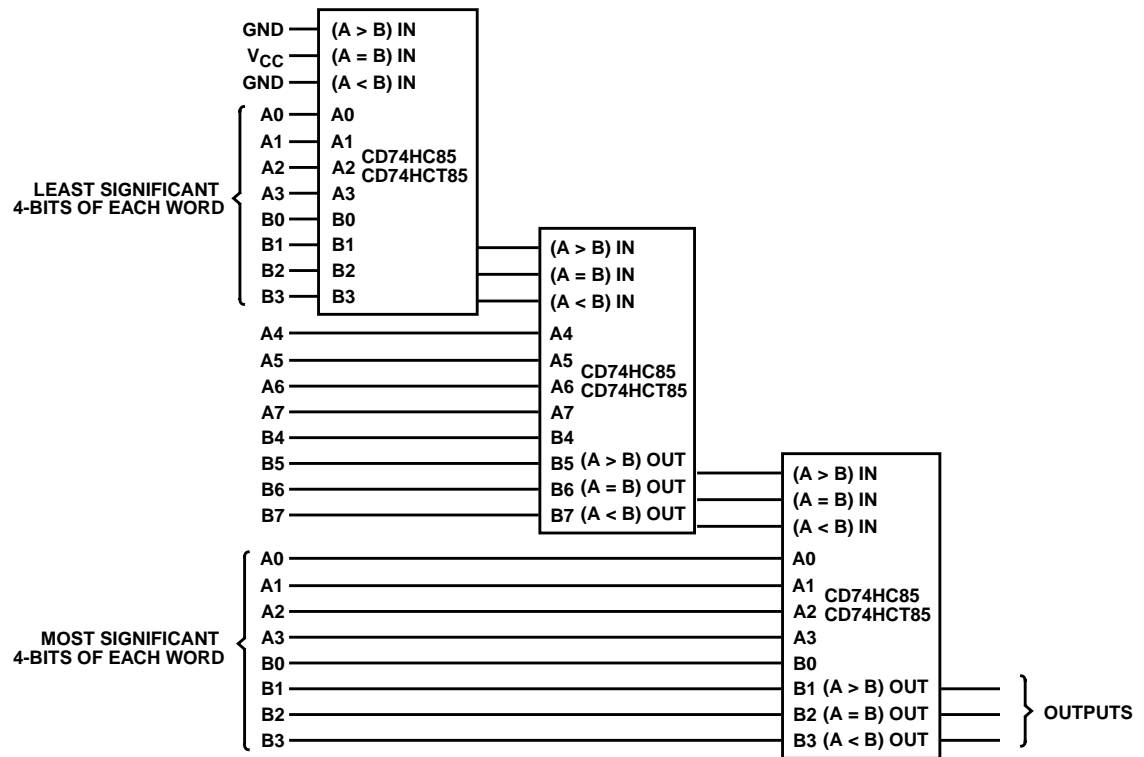 GND (A > B) IN
VCC (A = B) IN
GND (A < B) IN
A0 A0
A1 A1
A2 A2
A3 A3
B0 B0
B1 B1
B2 B2
B3 B3
CD74HC85
CD74HCT85
LEAST SIGNIFICANT
4-BITS OF EACH WORD
(A > B) IN
(A = B) IN
(A < B) IN
A4 A4
A5 A5
A6 A6
A7 A7
B4 B4
B5 B5 (A > B) OUT
B6 B6 (A = B) OUT
B7 B7 (A < B) OUT
CD74HC85
CD74HCT85
(A > B) IN
(A = B) IN
(A < B) IN
A0 A0
A1 A1
A2 A2
A3 A3
B0 B0
B1 B1 (A > B) OUT
B2 B2 (A = B) OUT
B3 B3 (A < B) OUT
CD74HC85
CD74HCT85
MOST SIGNIFICANT
4-BITS OF EACH WORD
OUTPUTS